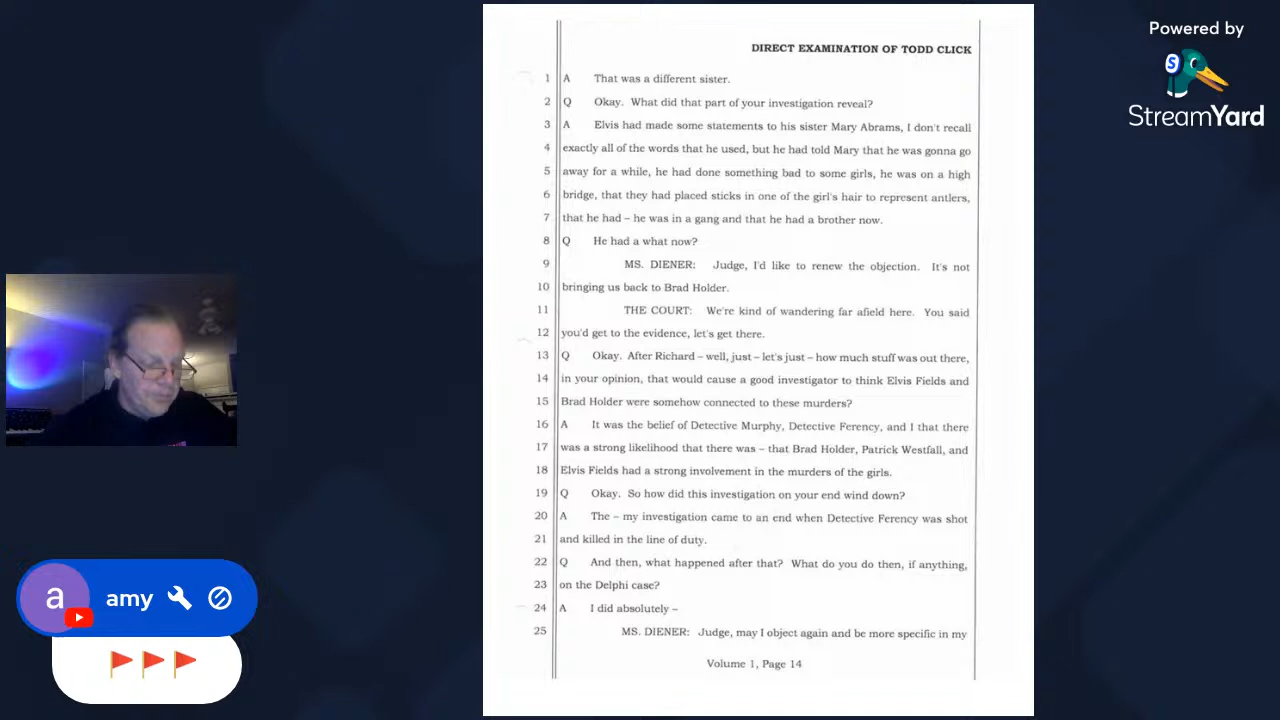 Powered by
S
StreamYard
DIRECT EXAMINATION OF TODD CLICK
1 A That was a different sister.
2 Q Okay. What did that part of your investigation reveal?
3 A Elvis had made some statements to his sister Mary Abrams, I don't recall
4 exactly all of the words that he used, but he had told Mary that he was gonna go
5 away for a while, he had done something bad to some girls, he was on a high
6 bridge, that they had placed sticks in one of the girl's hair to represent antlers,
7 that he had – he was in a gang and that he had a brother now.
8 Q He had a what now?
9 MS. DIENER: Judge, I'd like to renew the objection. It's not
10 bringing us back to Brad Holder.
11 THE COURT: We're kind of wandering far afield here. You said
12 you'd get to the evidence, let's get there.
13 Q Okay. After Richard – well, just – let's just – how much stuff was out there,
14 in your opinion, that would cause a good investigator to think Elvis Fields and
15 Brad Holder were somehow connected to these murders?
16 A It was the belief of Detective Murphy, Detective Ferency, and I that there
17 was a strong likelihood that there was – that Brad Holder, Patrick Westfall, and
18 Elvis Fields had a strong involvement in the murders of the girls.
19 Q Okay. So how did this investigation on your end wind down?
20 A The – my investigation came to an end when Detective Ferency was shot
21 and killed in the line of duty.
22 Q And then, what happened after that? What do you do then, if anything,
23 on the Delphi case?
24 A I did absolutely –
25 MS. DIENER: Judge, may I object again and be more specific in my
Volume 1, Page 14
a
amy